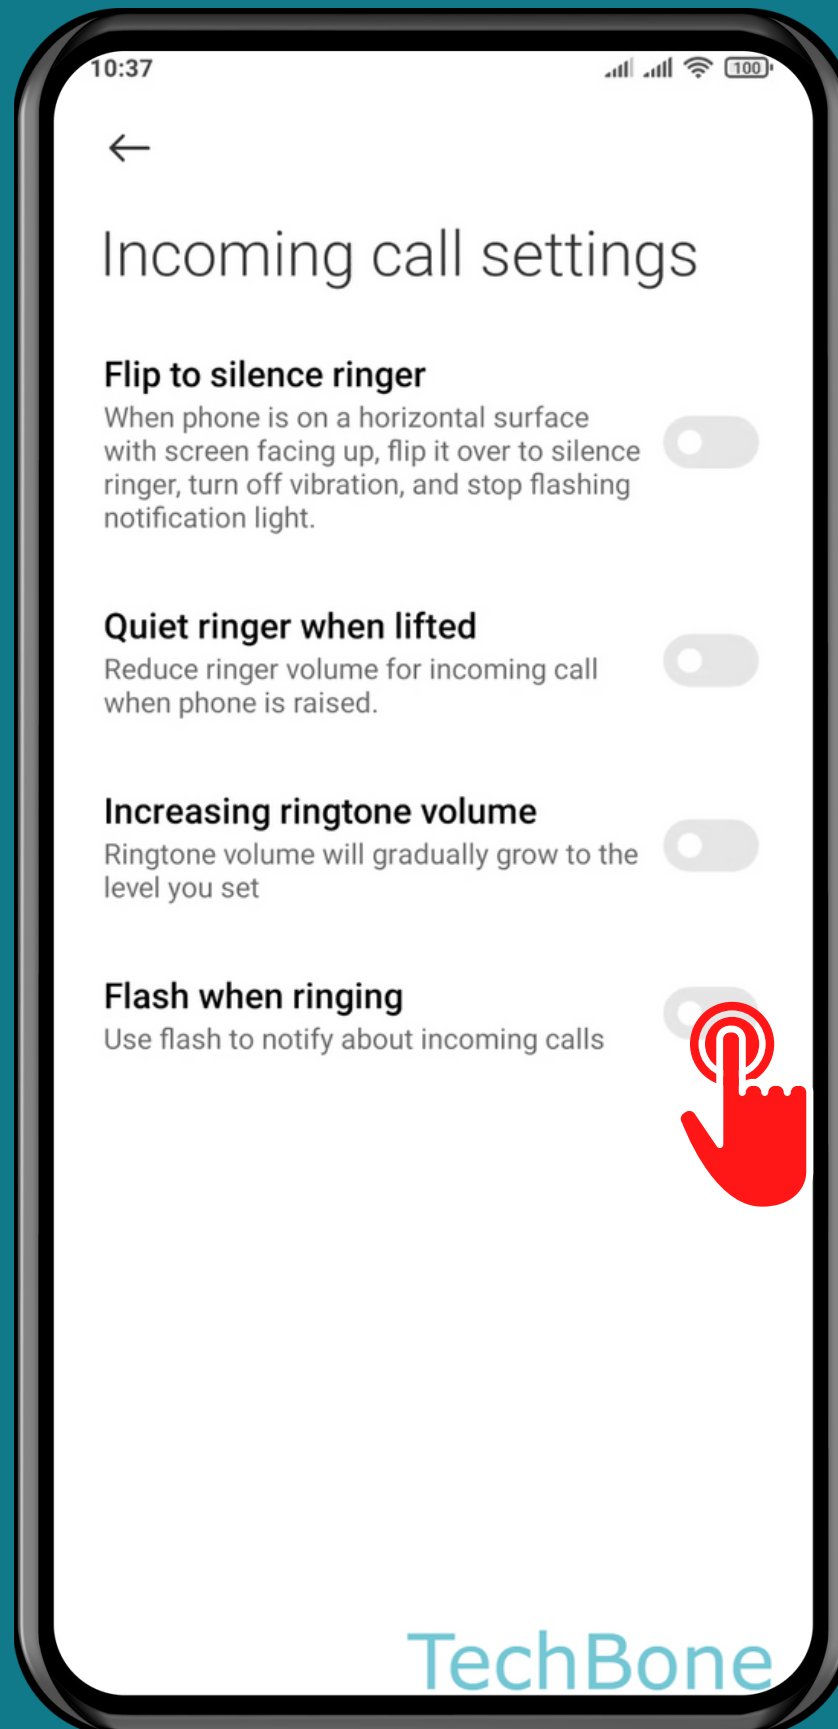 10:37
100
Incoming call settings
Flip to silence ringer
When phone is on a horizontal surface
with screen facing up, flip it over to silence
ringer, turn off vibration, and stop flashing
notification light.
Quiet ringer when lifted
Reduce ringer volume for incoming call
when phone is raised.
Increasing ringtone volume
Ringtone volume will gradually grow to the
level you set
Flash when ringing
Use flash to notify about incoming calls
TechBone